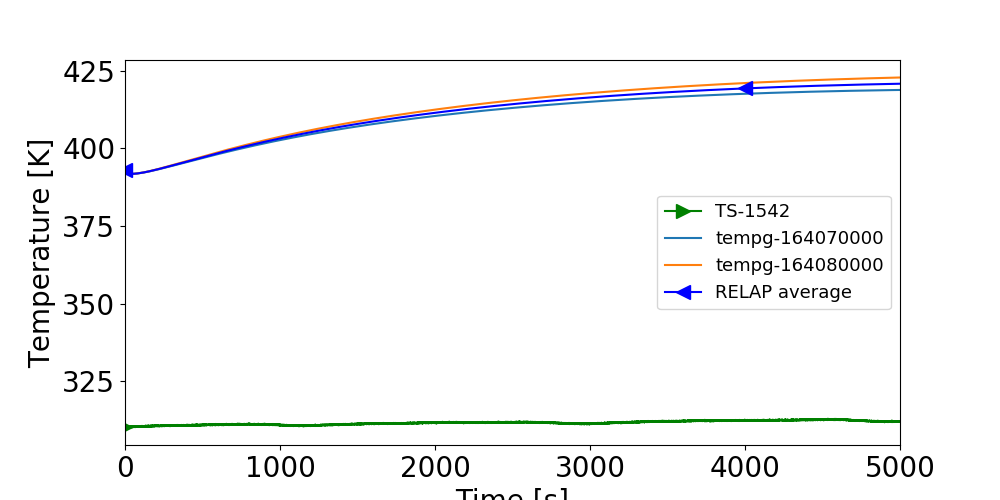 Temperature [K]
425
400
375
350
325
0 1000 2000 3000 4000 5000
Time [s]
TS-1542
tempg-164070000
tempg-164080000
RELAP average